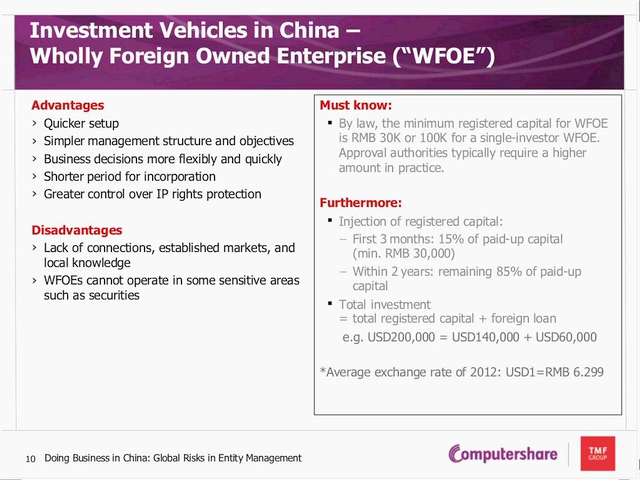 Investment Vehicles in China –
Wholly Foreign Owned Enterprise (“WFOE”)
Advantages
› Quicker setup
› Simpler management structure and objectives
› Business decisions more flexibly and quickly
› Shorter period for incorporation
› Greater control over IP rights protection
Disadvantages
› Lack of connections, established markets, and
local knowledge
› WFOEs cannot operate in some sensitive areas
such as securities
Must know:
▪ By law, the minimum registered capital for WFOE
is RMB 30K or 100K for a single-investor WFOE.
Approval authorities typically require a higher
amount in practice.
Furthermore:
▪ Injection of registered capital:
– First 3 months: 15% of paid-up capital
(min. RMB 30,000)
– Within 2 years: remaining 85% of paid-up
capital
▪ Total investment
= total registered capital + foreign loan
e.g. USD200,000 = USD140,000 + USD60,000
*Average exchange rate of 2012: USD1=RMB 6.299
10 Doing Business in China: Global Risks in Entity Management
Computershare
TMF
GROUP